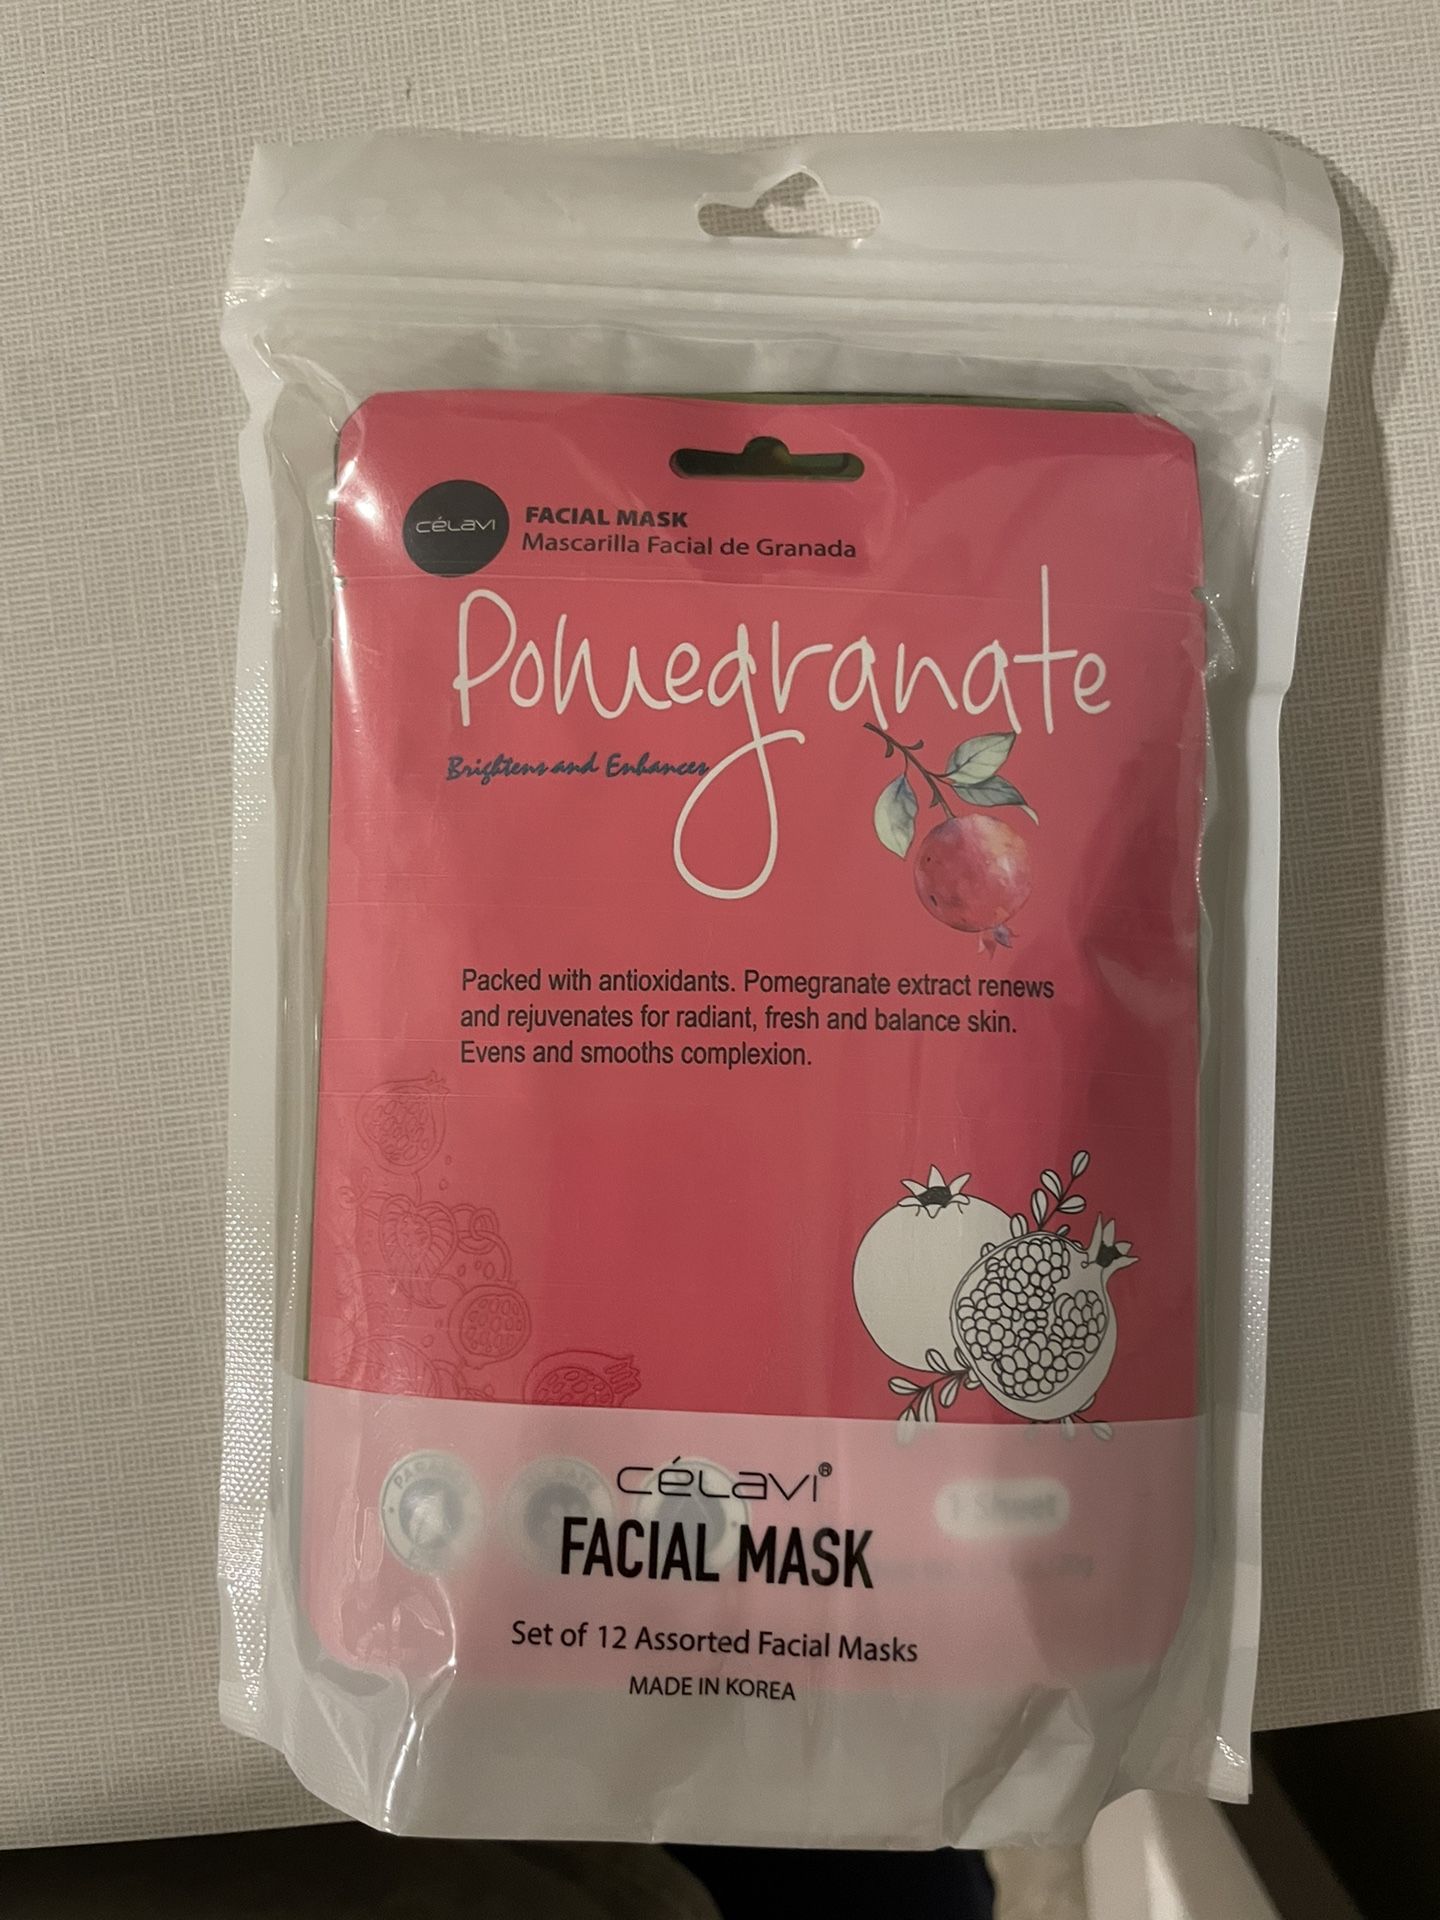 CÉLAVI
FACIAL MASK
Mascarilla Facial de Granada
Pomegranate
Brightens and Enhances
Packed with antioxidants. Pomegranate extract renews
and rejuvenates for radiant, fresh and balance skin.
Evens and smooths complexion.
CÉLAVI®
FACIAL MASK
Set of 12 Assorted Facial Masks
MADE IN KOREA